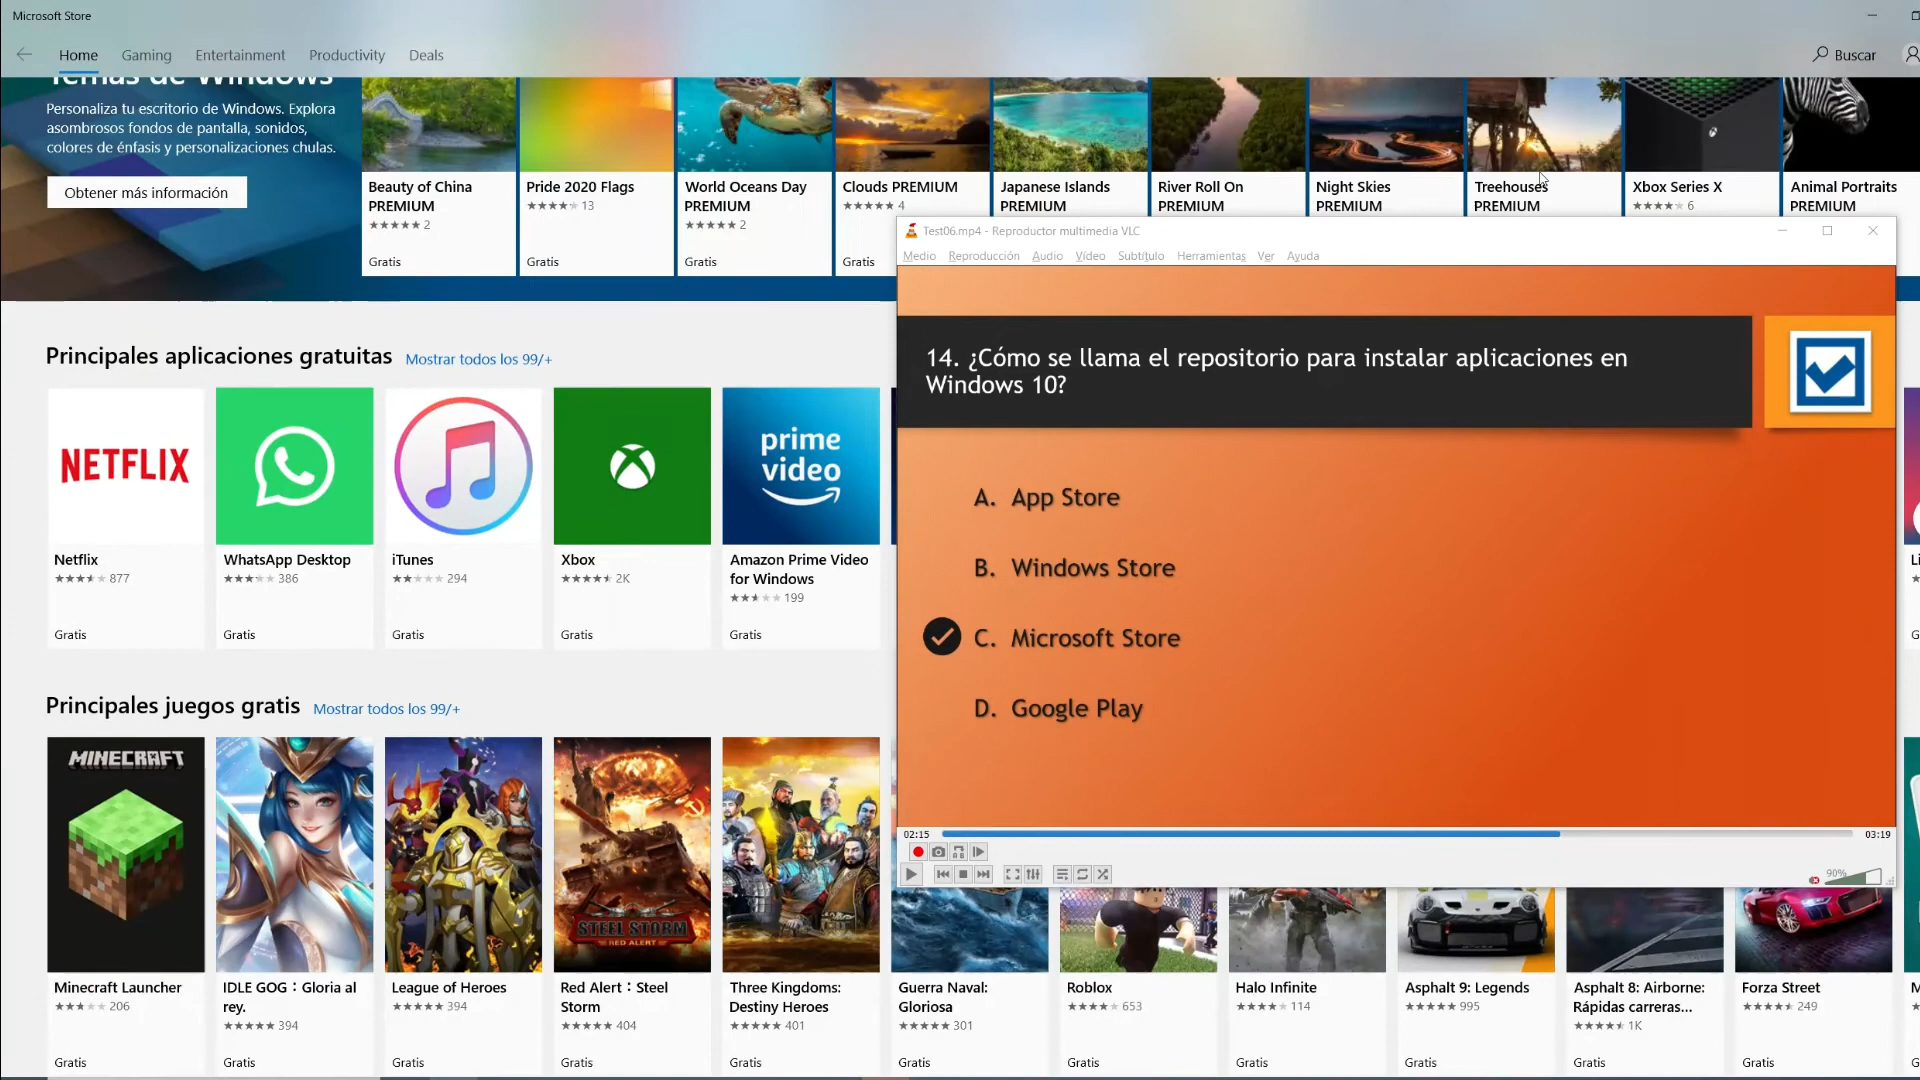 Microsoft Store
Home
Gaming
Entertainment
Productivity
Deals
Buscar
Temas de Windows
Personaliza tu escritorio de Windows. Explora
asombrosos fondos de pantalla, sonidos,
colores de énfasis y personalizaciones chulas.
Obtener más información
Beauty of China
PREMIUM
2
Gratis
Pride 2020 Flags
13
Gratis
World Oceans Day
PREMIUM
2
Gratis
Clouds PREMIUM
4
Gratis
Japanese Islands
PREMIUM
River Roll On
PREMIUM
Night Skies
PREMIUM
Treehouses
PREMIUM
Xbox Series X
6
Animal Portraits
PREMIUM
Test06.mp4 - Reproductor multimedia VLC
Medio
Reproducción
Audio
Vídeo
Subtítulo
Herramientas
Ver
Ayuda
14. ¿Cómo se llama el repositorio para instalar aplicaciones en
Windows 10?
A. App Store
B. Windows Store
C. Microsoft Store
D. Google Play
02:15
03:19
90%
Principales aplicaciones gratuitas
Mostrar todos los 99/+
NETFLIX
Netflix
877
Gratis
WhatsApp Desktop
386
Gratis
iTunes
294
Gratis
Xbox
2K
Gratis
prime
video
Amazon Prime Video
for Windows
199
Gratis
Principales juegos gratis
Mostrar todos los 99/+
MINECRAFT
Minecraft Launcher
206
Gratis
IDLE GOG：Gloria al
rey.
394
Gratis
League of Heroes
394
Gratis
STEEL STORM
RED ALERT
Red Alert：Steel
Storm
404
Gratis
Three Kingdoms:
Destiny Heroes
401
Gratis
Guerra Naval:
Gloriosa
301
Gratis
Roblox
653
Gratis
Halo Infinite
114
Gratis
Asphalt 9: Legends
995
Gratis
Asphalt 8: Airborne:
Rápidas carreras...
1K
Gratis
Forza Street
249
Gratis